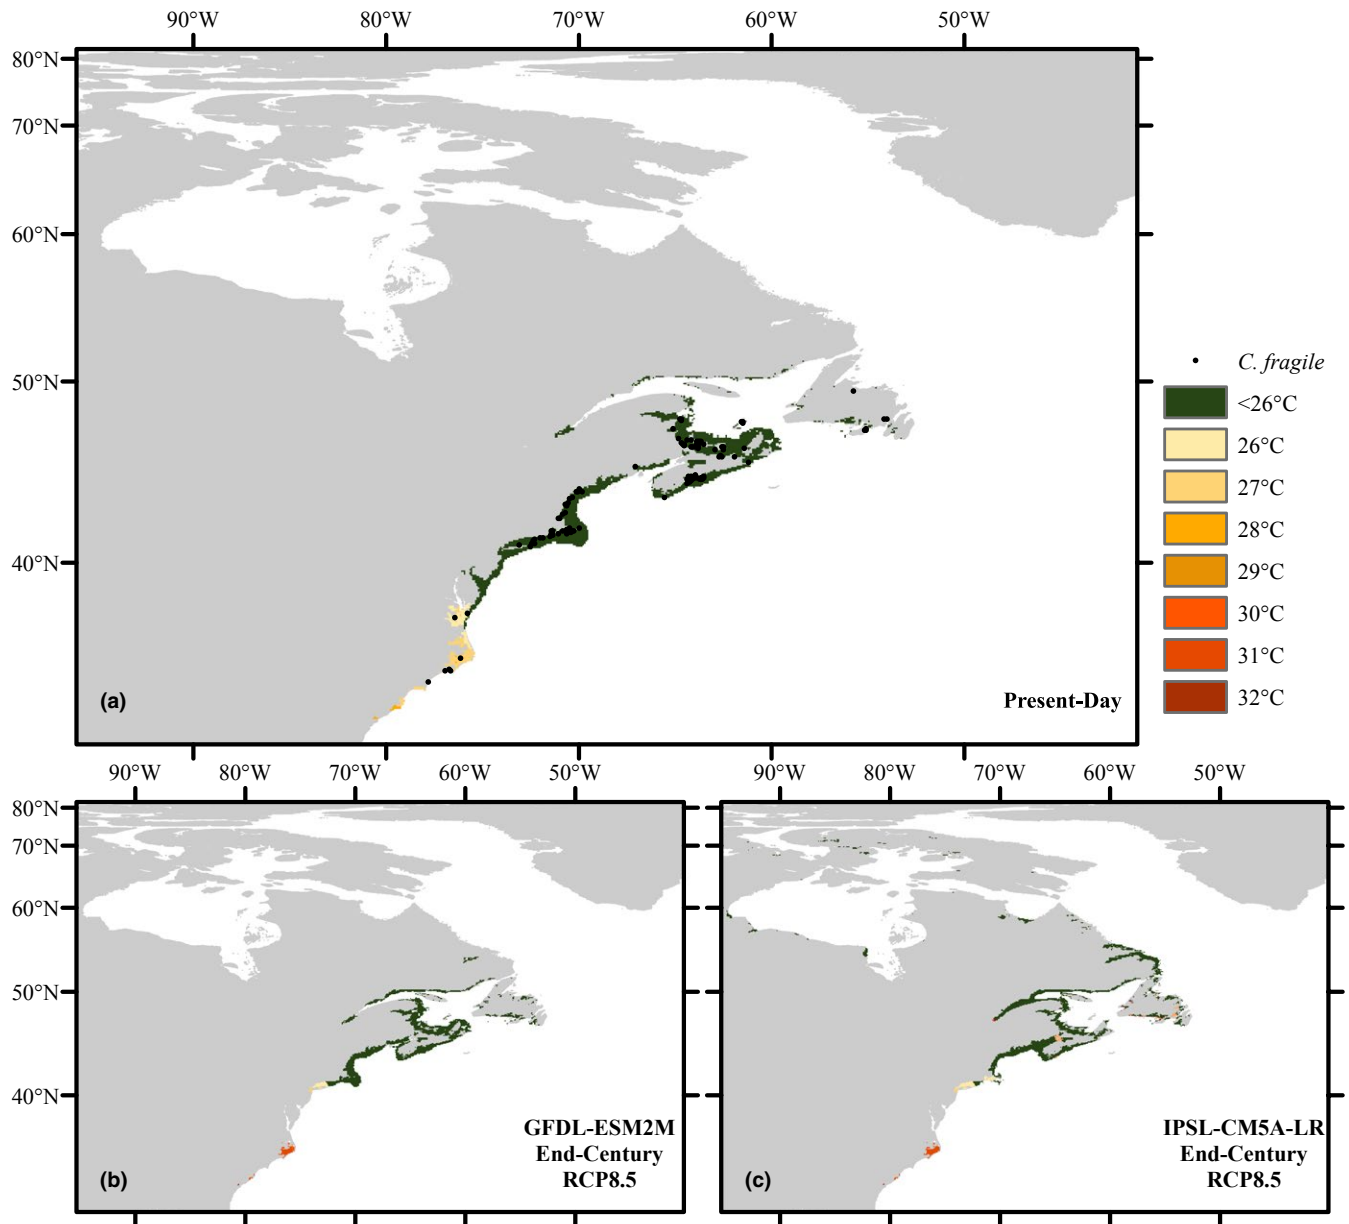 90°W 80°W 70°W 60°W 50°W
80°N
70°N
60°N
50°N
40°N
(a)
Present-Day
C. fragile
<26°C
26°C
27°C
28°C
29°C
30°C
31°C
32°C
90°W 80°W 70°W 60°W 50°W
80°N
70°N
60°N
50°N
40°N
(b)
GFDL-ESM2M
End-Century
RCP8.5
90°W 80°W 70°W 60°W 50°W
(c)
IPSL-CM5A-LR
End-Century
RCP8.5